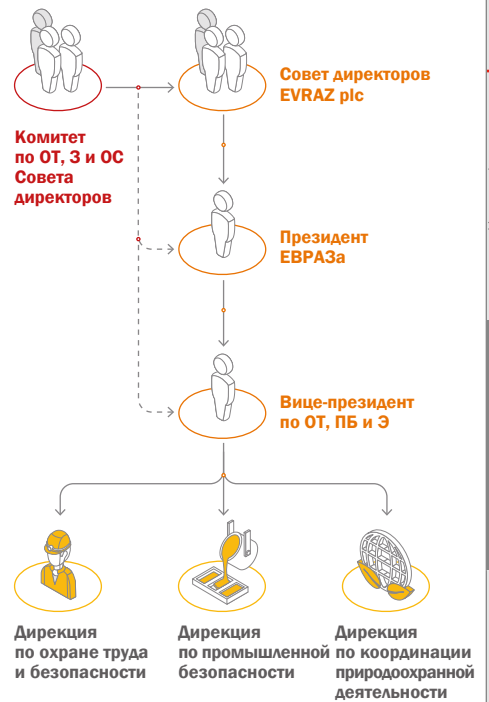 Совет директоров
EVRAZ plc
Комитет
по ОТ, З и ОС
Совета
директоров
Президент
ЕВРАЗа
Вице-президент
по ОТ, ПБ и Э
Дирекция
по охране труда
и безопасности
Дирекция
по промышленной
безопасности
Дирекция
по координации
природоохранной
деятельности